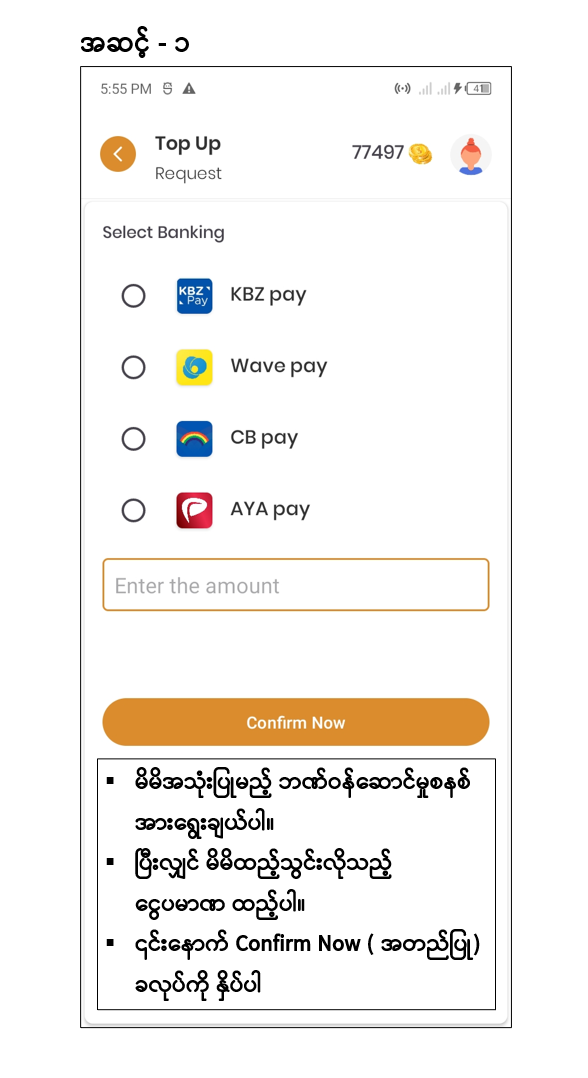 အဆင့် - ၁
5:55 PM
41
Top Up
77497
Request
Select Banking
KBZ Pay
KBZ pay
Wave pay
CB pay
AYA pay
Enter the amount
Confirm Now
▪ မိမိအသုံးပြုမည့် ဘဏ်ဝန်ဆောင်မှုစနစ်
အားရွေးချယ်ပါ။
▪ ပြီးလျှင် မိမိထည့်သွင်းလိုသည့်
ငွေပမာဏ ထည့်ပါ။
▪ ၎င်းနောက် Confirm Now ( အတည်ပြု)
ခလုပ်ကို နှိပ်ပါ